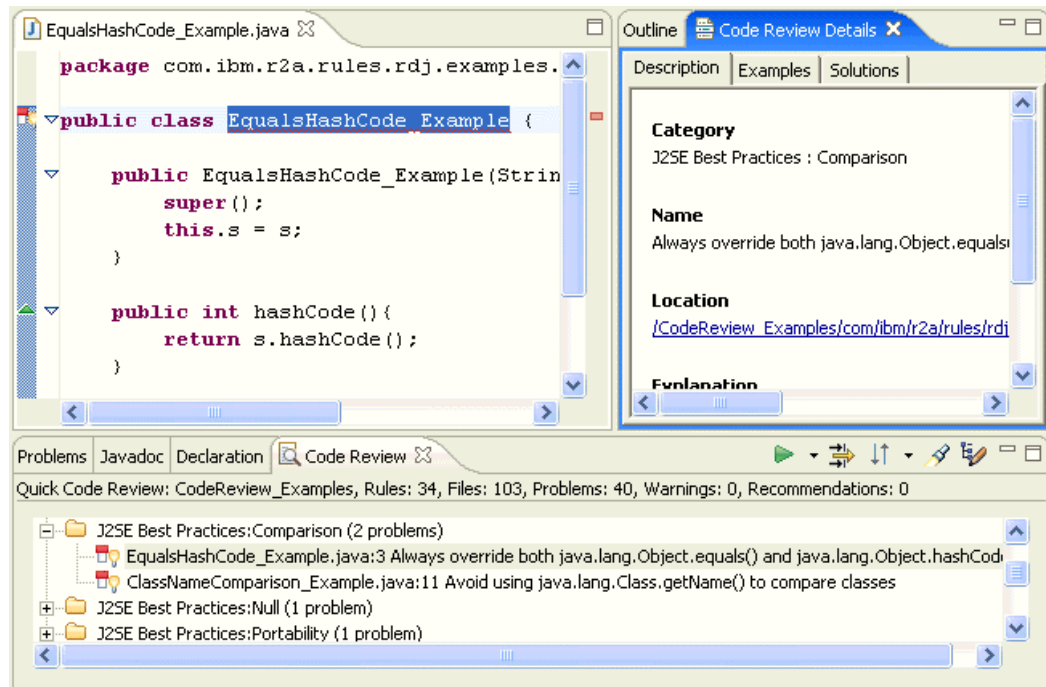 EqualsHashCode_Example.java
package com.ibm.r2a.rules.rdj.examples.
public class EqualsHashCode_Example {
public EqualsHashCode_Example(Strin
super();
this.s = s;
}
public int hashCode(){
return s.hashCode();
}
Outline Code Review Details
Description Examples Solutions
Category
J2SE Best Practices : Comparison
Name
Always override both java.lang.Object.equals(
Location
/CodeReview_Examples/com/ibm/r2a/rules/rdj
Explanation
Problems Javadoc Declaration Code Review
Quick Code Review: CodeReview_Examples, Rules: 34, Files: 103, Problems: 40, Warnings: 0, Recommendations: 0
J2SE Best Practices:Comparison (2 problems)
EqualsHashCode_Example.java:3 Always override both java.lang.Object.equals() and java.lang.Object.hashCod
ClassNameComparison_Example.java:11 Avoid using java.lang.Class.getName() to compare classes
J2SE Best Practices:Null (1 problem)
J2SE Best Practices:Portability (1 problem)